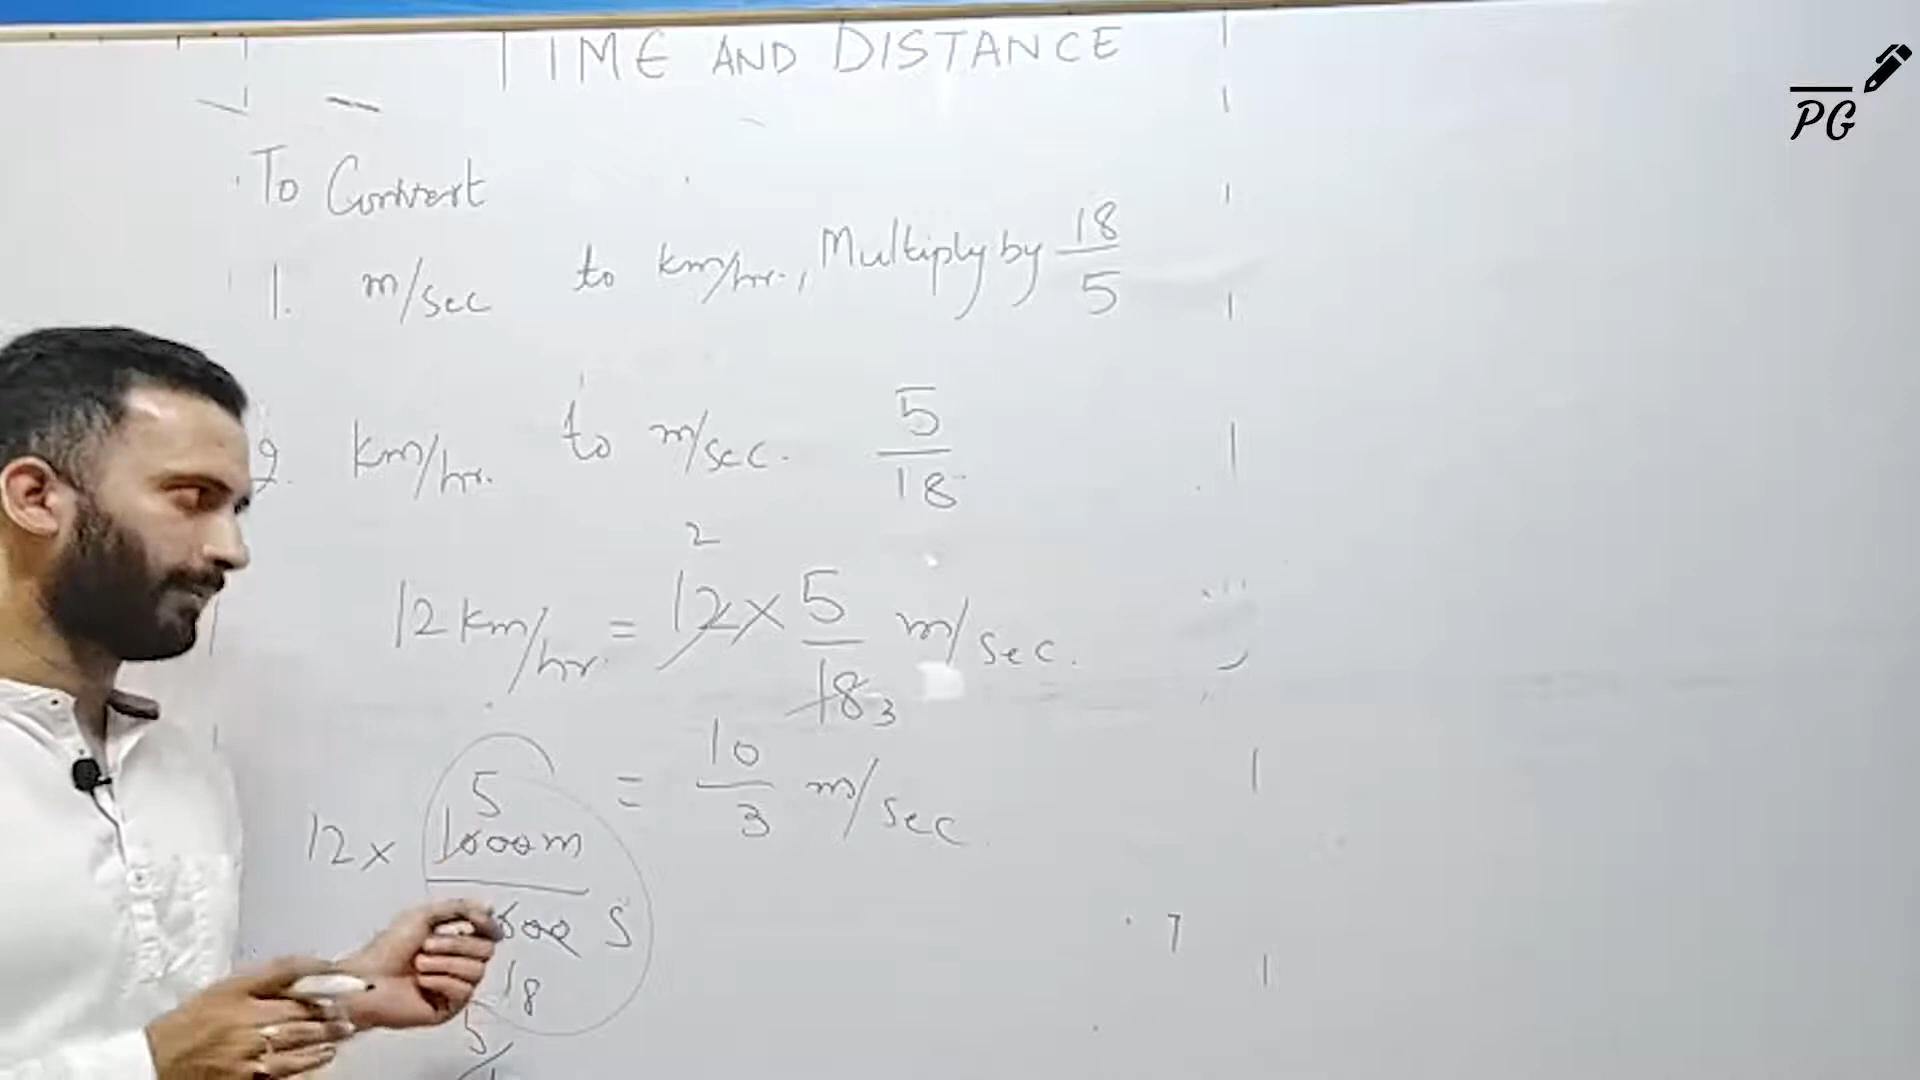 TIME AND DISTANCE
PG
To Convert
1. m/sec to km/hr., Multiply by 18/5
2. km/hr. to m/sec. 5/18
2
12 km/hr. = 12 × 5/18 m/sec.
3
= 10/3 m/sec
5
12 × 1000m
600 S
18
5/